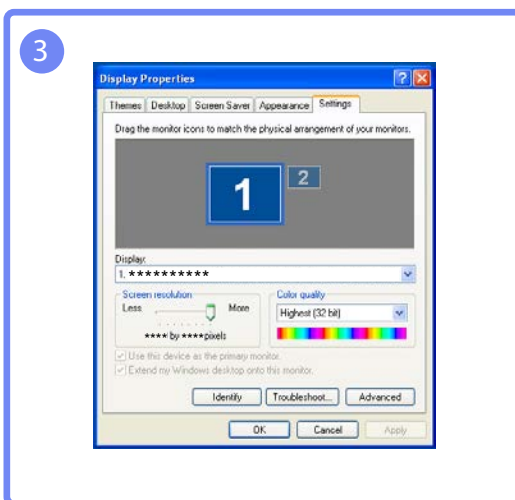 3
Display Properties
Themes Desktop Screen Saver Appearance Settings
Drag the monitor icons to match the physical arrangement of your monitors.
1 2
Display:
1. **********
Screen resolution Color quality
Less More Highest (32 bit)
**** by ****pixels
Use this device as the primary monitor.
Extend my Windows desktop onto this monitor.
Identify Troubleshoot... Advanced
OK Cancel Apply